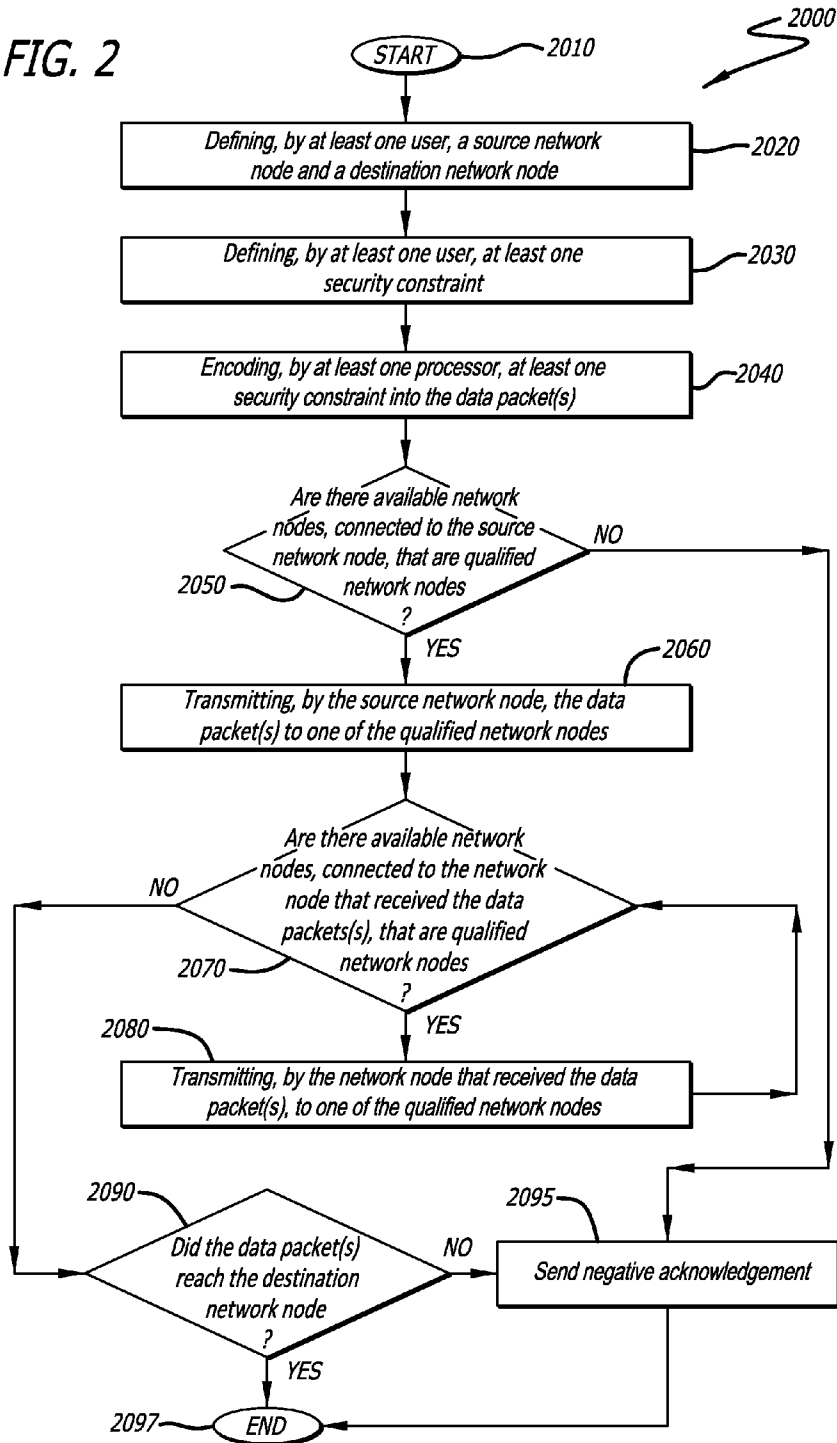 FIG. 2
START
2010
2000
Defining, by at least one user, a source network
node and a destination network node
2020
Defining, by at least one user, at least one
security constraint
2030
Encoding, by at least one processor, at least one
security constraint into the data packet(s)
2040
Are there available network
nodes, connected to the source
network node, that are qualified
network nodes
?
2050
NO
YES
2060
Transmitting, by the source network node, the data
packet(s) to one of the qualified network nodes
Are there available network
nodes, connected to the network
node that received the data
packets(s), that are qualified
network nodes
?
NO
2070
YES
2080
Transmitting, by the network node that received the data
packet(s), to one of the qualified network nodes
2090
Did the data packet(s)
reach the destination
network node
?
NO
2095
Send negative acknowledgement
YES
2097
END